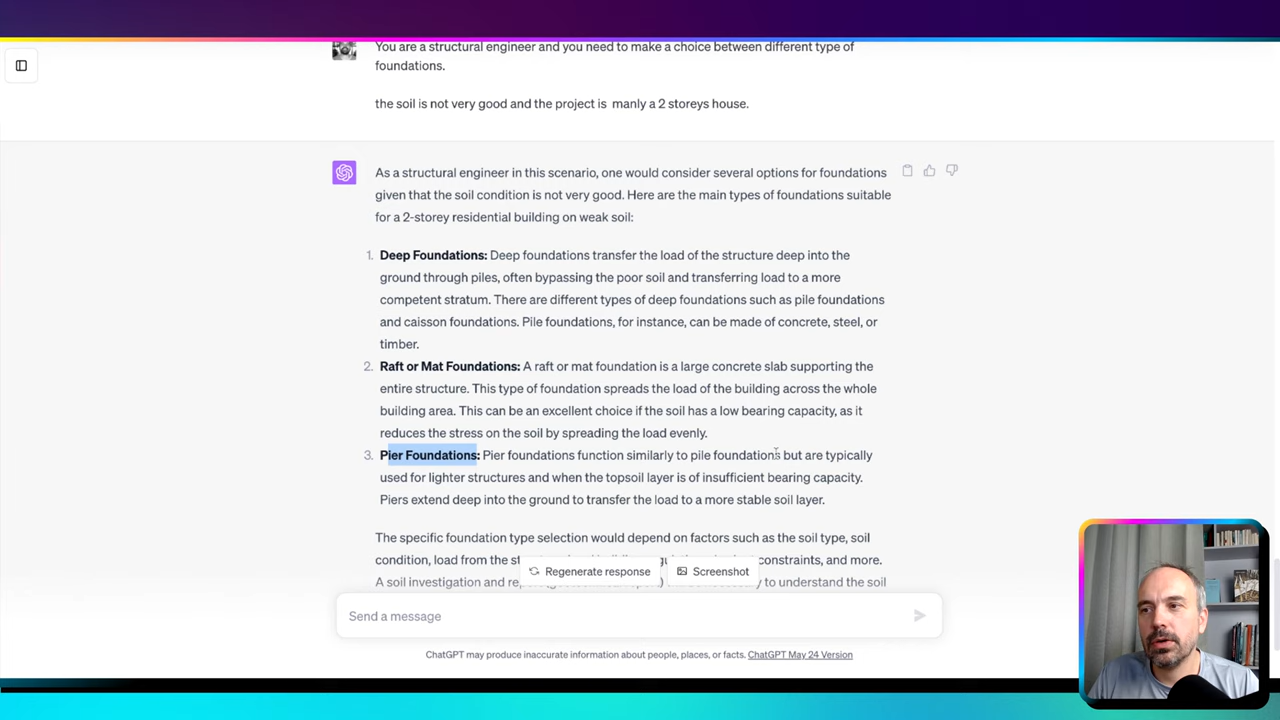 You are a structural engineer and you need to make a choice between different type of
foundations.
the soil is not very good and the project is manly a 2 storeys house.
As a structural engineer in this scenario, one would consider several options for foundations
given that the soil condition is not very good. Here are the main types of foundations suitable
for a 2-storey residential building on weak soil:
1. Deep Foundations: Deep foundations transfer the load of the structure deep into the
ground through piles, often bypassing the poor soil and transferring load to a more
competent stratum. There are different types of deep foundations such as pile foundations
and caisson foundations. Pile foundations, for instance, can be made of concrete, steel, or
timber.
2. Raft or Mat Foundations: A raft or mat foundation is a large concrete slab supporting the
entire structure. This type of foundation spreads the load of the building across the whole
building area. This can be an excellent choice if the soil has a low bearing capacity, as it
reduces the stress on the soil by spreading the load evenly.
3. Pier Foundations: Pier foundations function similarly to pile foundations but are typically
used for lighter structures and when the topsoil layer is of insufficient bearing capacity.
Piers extend deep into the ground to transfer the load to a more stable soil layer.
The specific foundation type selection would depend on factors such as the soil type, soil
condition, load from the constraints, and more.
Regenerate response
Screenshot
A soil investigation and necessary to understand the soil
Send a message
ChatGPT may produce inaccurate information about people, places, or facts. ChatGPT May 24 Version